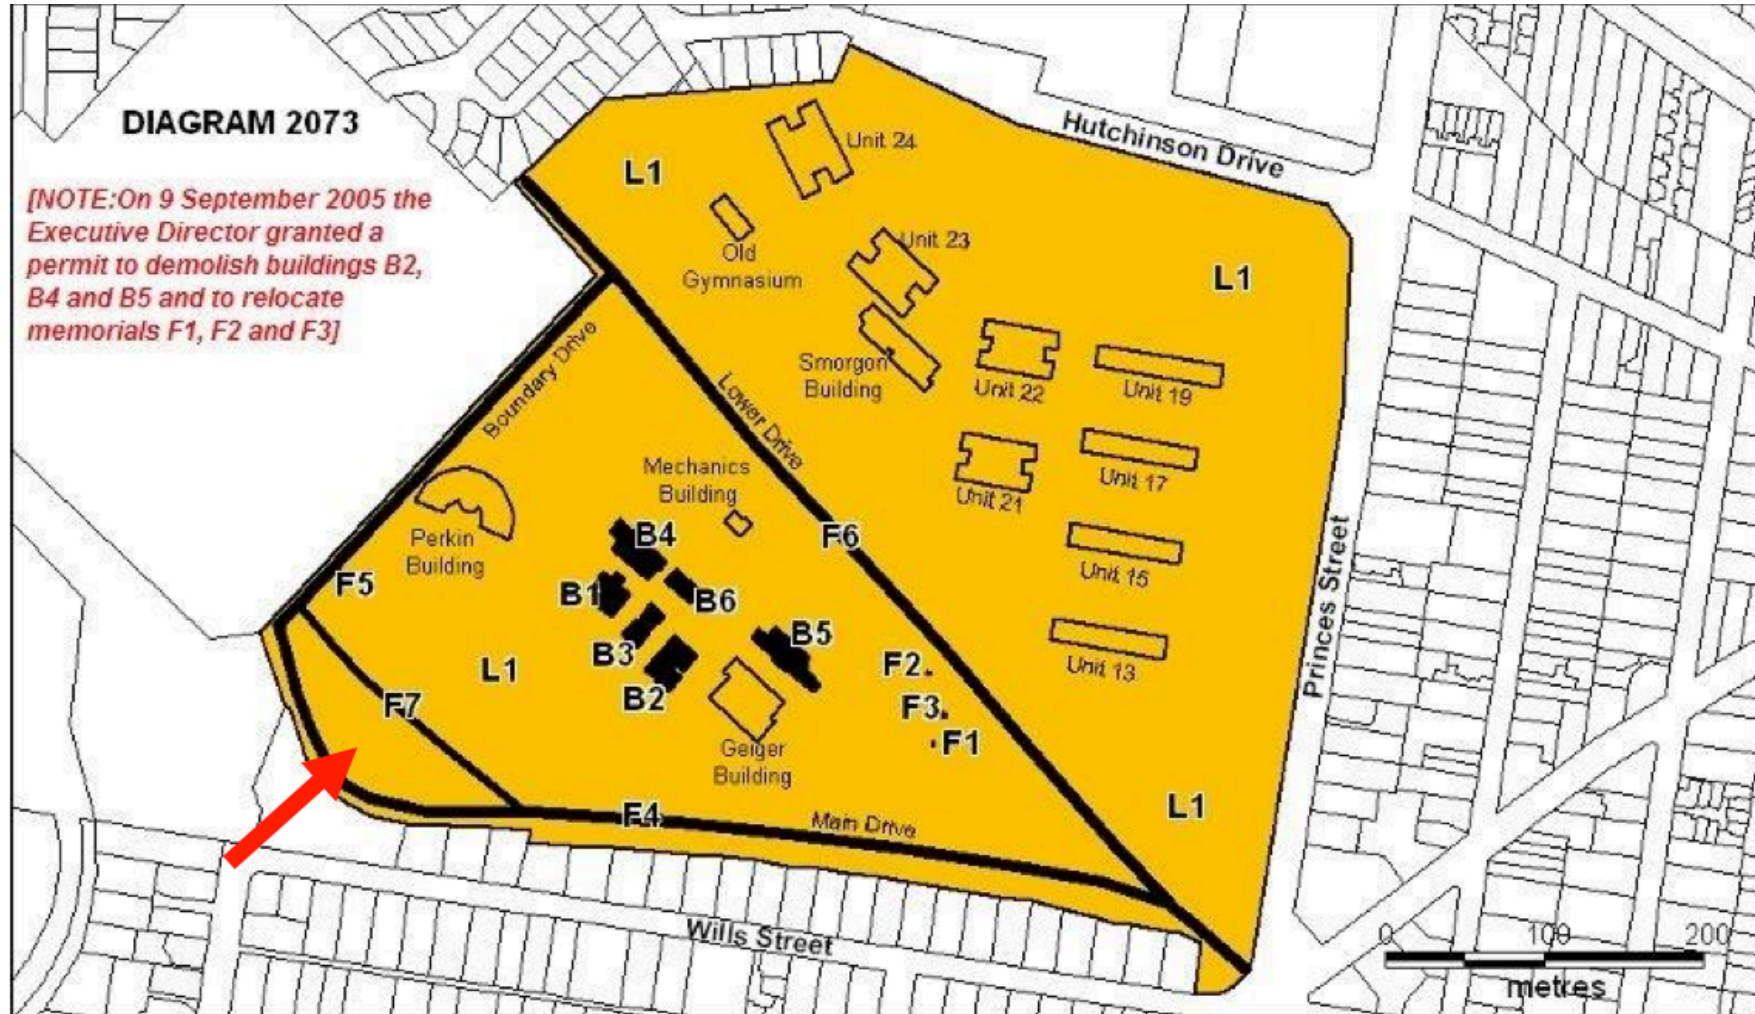 DIAGRAM 2073
[NOTE:On 9 September 2005 the
Executive Director granted a
permit to demolish buildings B2,
B4 and B5 and to relocate
memorials F1, F2 and F3]
Hutchinson Drive
Unit 24
L1
Old
Gymnasium
Unit 23
L1
Smorgon
Building
Unit 22
Unit 19
Boundary Drive
Lower Drive
Mechanics
Building
Unit 21
Unit 17
Perkin
Building
B4
F6
Unit 15
Princes Street
F5
B1
B6
B5
B3
L1
B2
F2
Unit 13
F7
F3
F1
Geiger
Building
F4
Main Drive
L1
Wills Street
0 100 200
metres